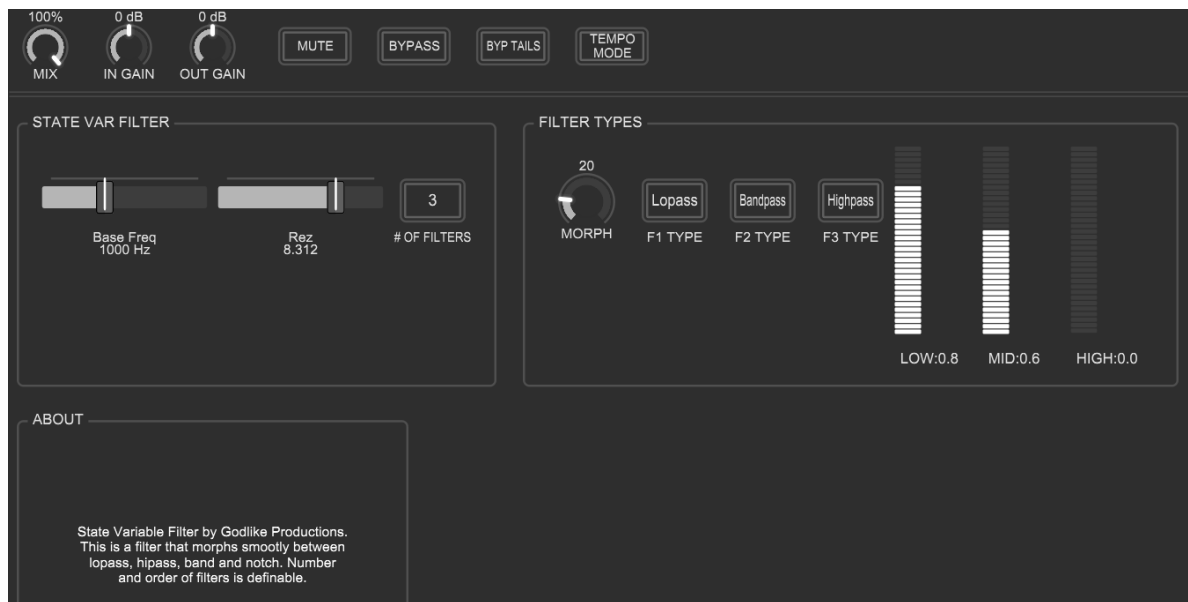 100%
0 dB
0 dB
MIX
IN GAIN
OUT GAIN
MUTE
BYPASS
BYP TAILS
TEMPO
MODE
STATE VAR FILTER
Base Freq
1000 Hz
Rez
8.312
3
# OF FILTERS
FILTER TYPES
20
MORPH
Lopass
F1 TYPE
Bandpass
F2 TYPE
Highpass
F3 TYPE
LOW:0.8
MID:0.6
HIGH:0.0
ABOUT
State Variable Filter by Godlike Productions.
This is a filter that morphs smootly between
lopass, hipass, band and notch. Number
and order of filters is definable.